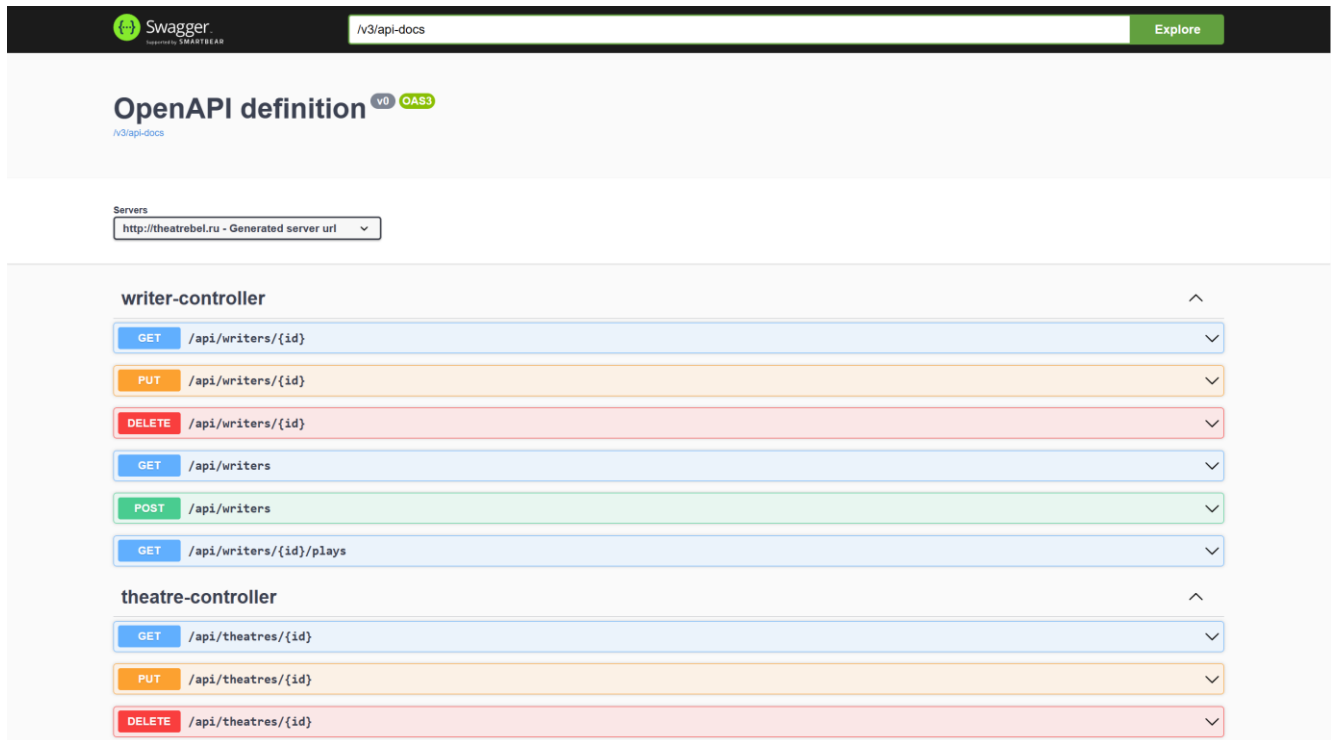 Swagger.
Supported by SMARTBEAR
/v3/api-docs
Explore
OpenAPI definition v0 OAS3
/v3/api-docs
Servers
http://theatrebel.ru - Generated server url
writer-controller
GET /api/writers/{id}
PUT /api/writers/{id}
DELETE /api/writers/{id}
GET /api/writers
POST /api/writers
GET /api/writers/{id}/plays
theatre-controller
GET /api/theatres/{id}
PUT /api/theatres/{id}
DELETE /api/theatres/{id}